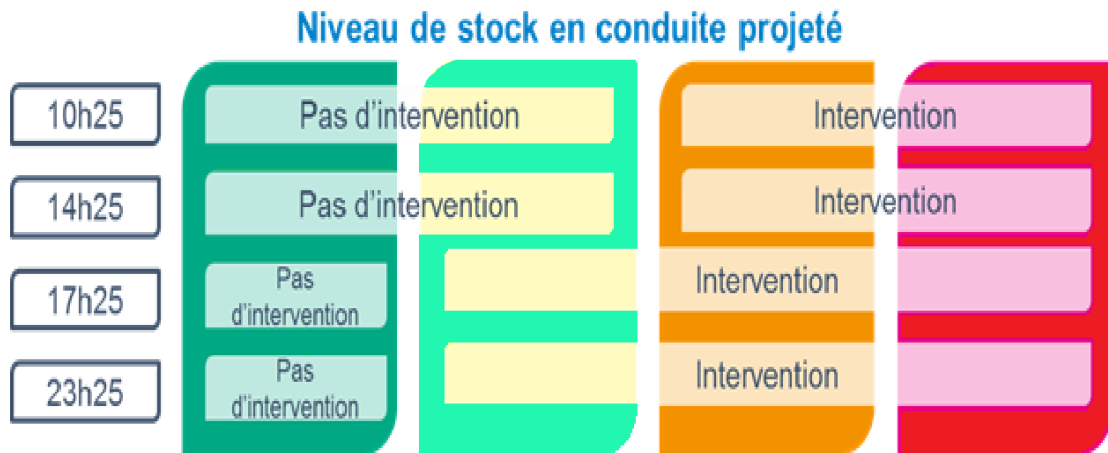 Niveau de stock en conduite projeté
10h25
Pas d'intervention
Intervention
14h25
Pas d'intervention
Intervention
17h25
Pas
d'intervention
Intervention
23h25
Pas
d'intervention
Intervention